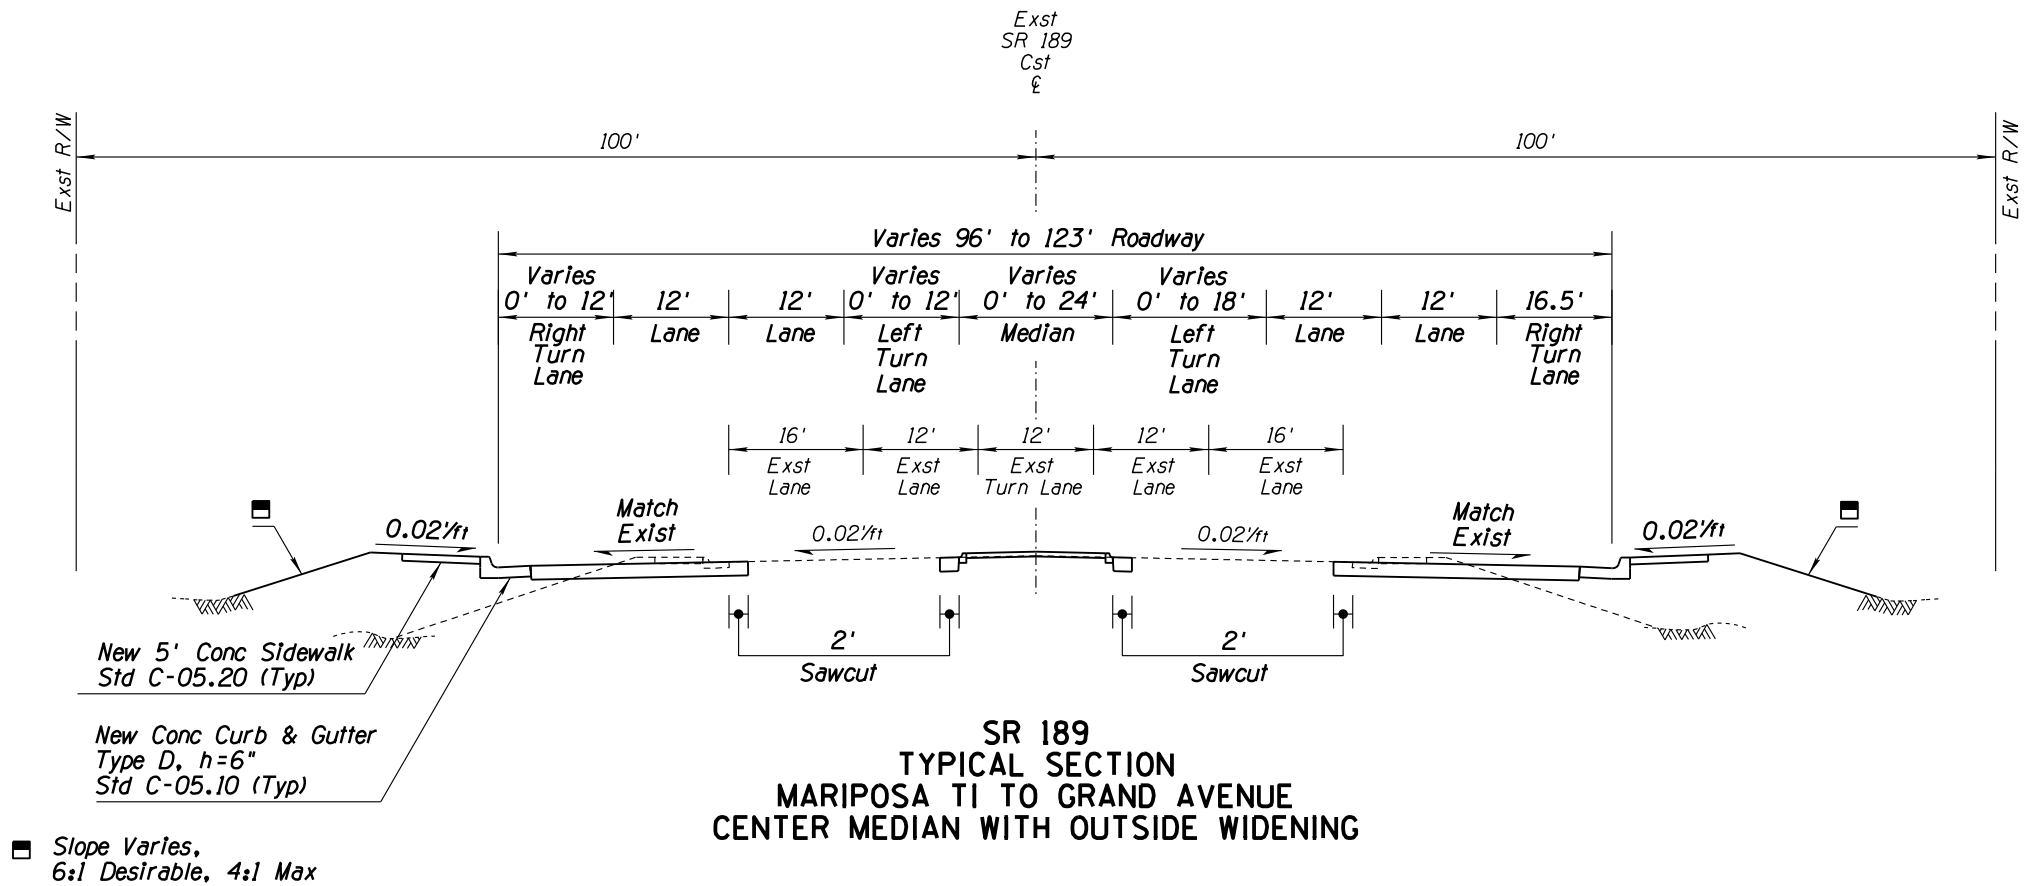 Exst
SR 189
Cst
℄
Exst R/W
100'
100'
Exst R/W
Varies 96' to 123' Roadway
Varies
0' to 12'
Right
Turn
Lane
12'
Lane
12'
Lane
Varies
0' to 12'
Left
Turn
Lane
Varies
0' to 24'
Median
Varies
0' to 18'
Left
Turn
Lane
12'
Lane
12'
Lane
16.5'
Right
Turn
Lane
16'
Exst
Lane
12'
Exst
Lane
12'
Exst
Turn Lane
12'
Exst
Lane
16'
Exst
Lane
0.02'/ft
Match
Exist
0.02'/ft
0.02'/ft
Match
Exist
0.02'/ft
2'
Sawcut
2'
Sawcut
New 5' Conc Sidewalk
Std C-05.20 (Typ)
New Conc Curb & Gutter
Type D, h=6"
Std C-05.10 (Typ)
SR 189
TYPICAL SECTION
MARIPOSA TI TO GRAND AVENUE
CENTER MEDIAN WITH OUTSIDE WIDENING
Slope Varies,
6:1 Desirable, 4:1 Max